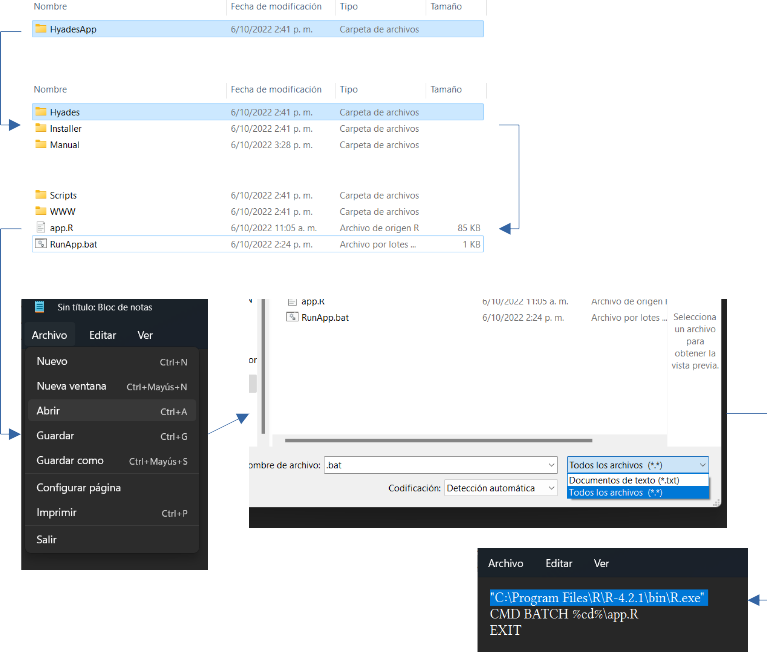 Nombre Fecha de modificación Tipo Tamaño
HyadesApp 6/10/2022 2:41 p. m. Carpeta de archivos
Nombre Fecha de modificación Tipo Tamaño
Hyades 6/10/2022 2:41 p. m. Carpeta de archivos
Installer 6/10/2022 2:41 p. m. Carpeta de archivos
Manual 6/10/2022 3:28 p. m. Carpeta de archivos
Scripts 6/10/2022 2:41 p. m. Carpeta de archivos
WWW 6/10/2022 2:41 p. m. Carpeta de archivos
app.R 6/10/2022 11:05 a. m. Archivo de origen R 85 KB
RunApp.bat 6/10/2022 2:24 p. m. Archivo por lotes ... 1 KB
Sin título: Bloc de notas
Archivo Editar Ver
Nuevo Ctrl+N
Nueva ventana Ctrl+Mayús+N
Abrir Ctrl+A
Guardar Ctrl+G
Guardar como Ctrl+Mayús+S
Configurar página
Imprimir Ctrl+P
Salir
app.R 6/10/2022 11:05 a. m. Archivo de origen
RunApp.bat 6/10/2022 2:24 p. m. Archivo por lotes ...
Selecciona
un archivo
para
obtener la
vista previa.
ombre de archivo: .bat Todos los archivos (*.*)
Documentos de texto (*.txt)
Todos los archivos (*.*)
Codificación: Detección automática
Archivo Editar Ver
"C:\Program Files\R\R-4.2.1\bin\R.exe"
CMD BATCH %cd%\app.R
EXIT